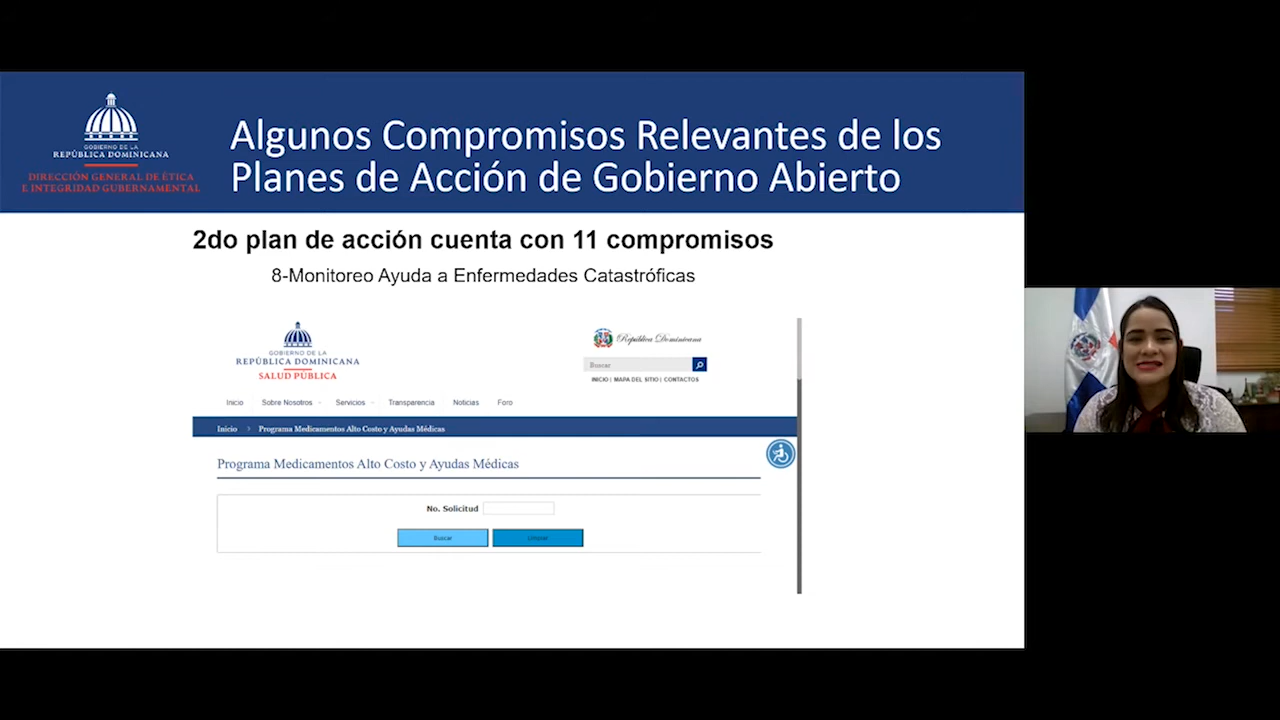 GOBIERNO DE LA
REPÚBLICA DOMINICANA
DIRECCIÓN GENERAL DE ÉTICA
E INTEGRIDAD GUBERNAMENTAL
Algunos Compromisos Relevantes de los
Planes de Acción de Gobierno Abierto
2do plan de acción cuenta con 11 compromisos
8-Monitoreo Ayuda a Enfermedades Catastróficas
GOBIERNO DE LA
REPÚBLICA DOMINICANA
SALUD PÚBLICA
República Dominicana
Buscar
INICIO | MAPA DEL SITIO | CONTACTOS
Inicio Sobre Nosotros Servicios Transparencia Noticias Foro
Inicio > Programa Medicamentos Alto Costo y Ayudas Médicas
Programa Medicamentos Alto Costo y Ayudas Médicas
No. Solicitud
Buscar Limpiar